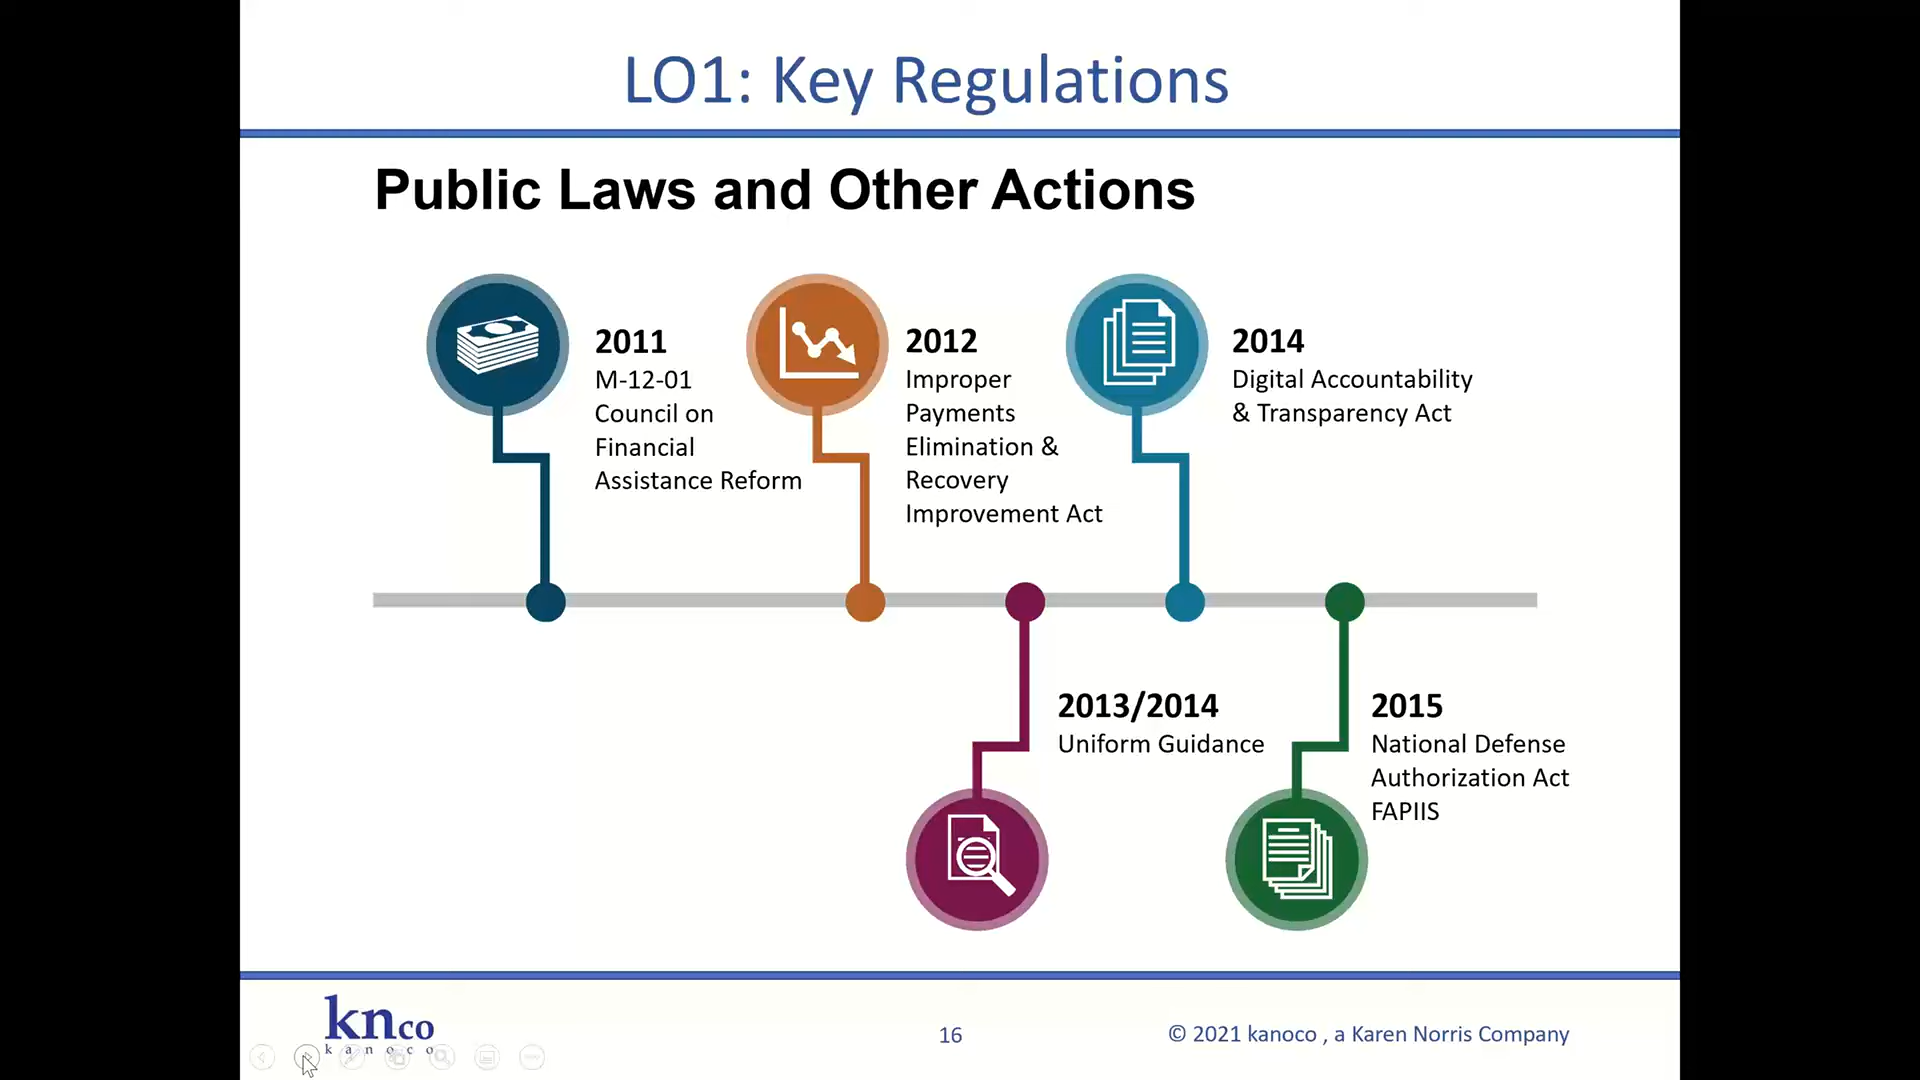 LO1: Key Regulations
Public Laws and Other Actions
2011
M-12-01
Council on
Financial
Assistance Reform
2012
Improper
Payments
Elimination &
Recovery
Improvement Act
2014
Digital Accountability
& Transparency Act
2013/2014
Uniform Guidance
2015
National Defense
Authorization Act
FAPIIS
knco
kanoco
16
© 2021 kanoco , a Karen Norris Company